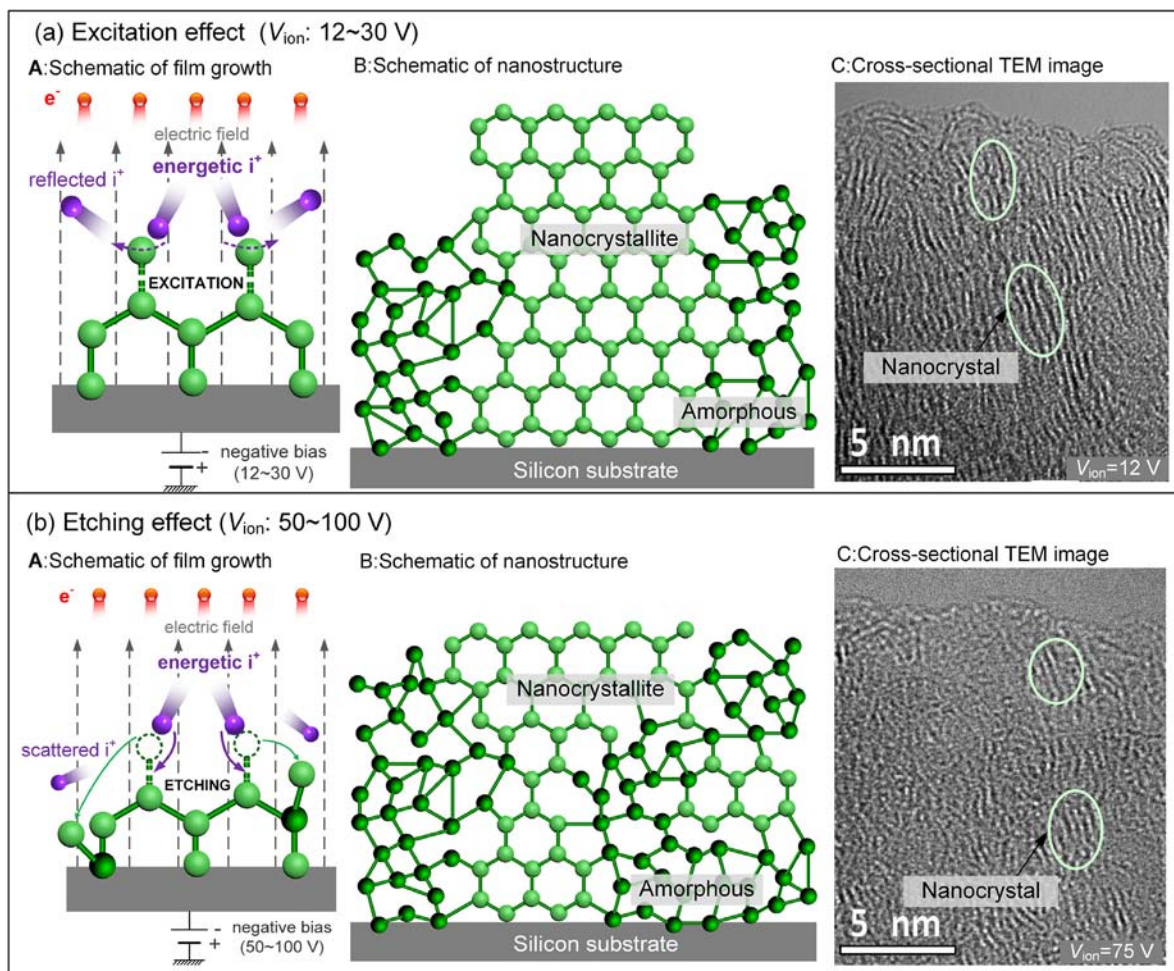 (a) Excitation effect (Vion: 12~30 V)
A:Schematic of film growth
e-
electric field
energetic i+
reflected i+
EXCITATION
-
+
negative bias
(12~30 V)
B:Schematic of nanostructure
Nanocrystallite
Amorphous
Silicon substrate
C:Cross-sectional TEM image
Nanocrystal
5 nm
Vion=12 V
(b) Etching effect (Vion: 50~100 V)
A:Schematic of film growth
e-
electric field
energetic i+
scattered i+
ETCHING
-
+
negative bias
(50~100 V)
B:Schematic of nanostructure
Nanocrystallite
Amorphous
Silicon substrate
C:Cross-sectional TEM image
Nanocrystal
5 nm
Vion=75 V